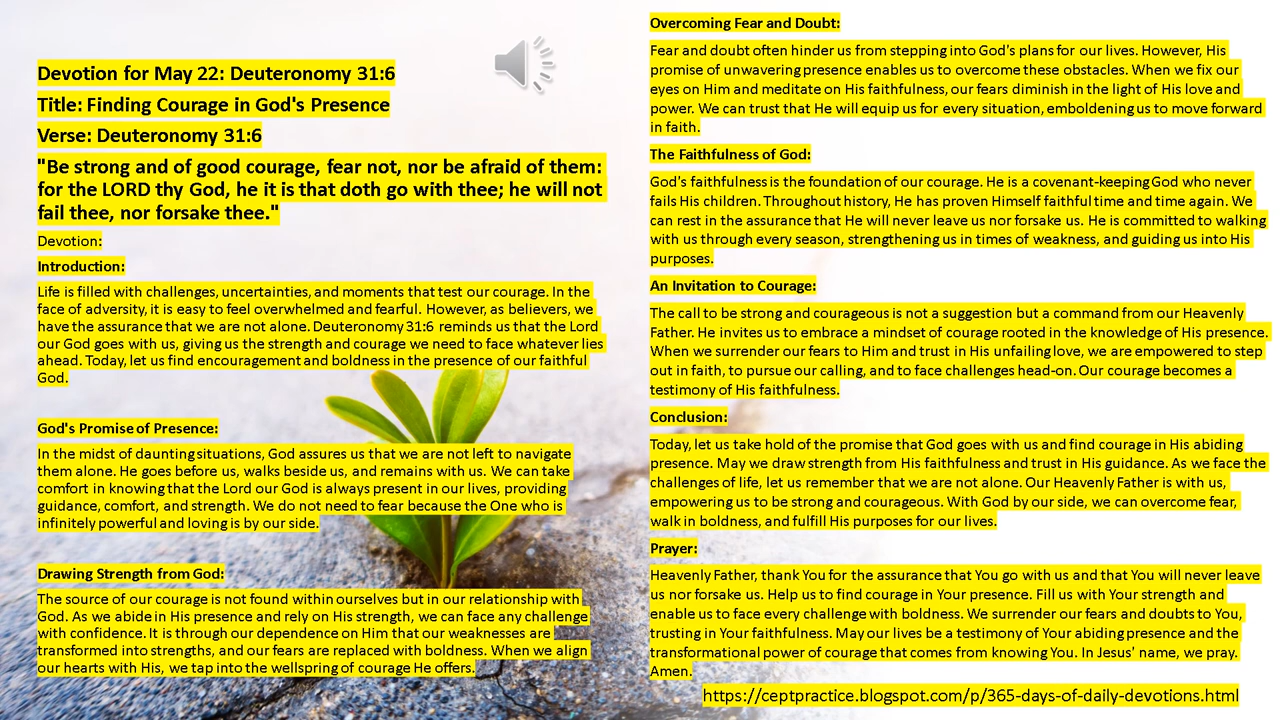 Devotion for May 22: Deuteronomy 31:6
Title: Finding Courage in God's Presence
Verse: Deuteronomy 31:6
"Be strong and of good courage, fear not, nor be afraid of them:
for the LORD thy God, he it is that doth go with thee; he will not
fail thee, nor forsake thee."
Devotion:
Introduction:
Life is filled with challenges, uncertainties, and moments that test our courage. In the
face of adversity, it is easy to feel overwhelmed and fearful. However, as believers, we
have the assurance that we are not alone. Deuteronomy 31:6 reminds us that the Lord
our God goes with us, giving us the strength and courage we need to face whatever lies
ahead. Today, let us find encouragement and boldness in the presence of our faithful
God.
God's Promise of Presence:
In the midst of daunting situations, God assures us that we are not left to navigate
them alone. He goes before us, walks beside us, and remains with us. We can take
comfort in knowing that the Lord our God is always present in our lives, providing
guidance, comfort, and strength. We do not need to fear because the One who is
infinitely powerful and loving is by our side.
Drawing Strength from God:
The source of our courage is not found within ourselves but in our relationship with
God. As we abide in His presence and rely on His strength, we can face any challenge
with confidence. It is through our dependence on Him that our weaknesses are
transformed into strengths, and our fears are replaced with boldness. When we align
our hearts with His, we tap into the wellspring of courage He offers.
Overcoming Fear and Doubt:
Fear and doubt often hinder us from stepping into God's plans for our lives. However, His
promise of unwavering presence enables us to overcome these obstacles. When we fix our
eyes on Him and meditate on His faithfulness, our fears diminish in the light of His love and
power. We can trust that He will equip us for every situation, emboldening us to move forward
in faith.
The Faithfulness of God:
God's faithfulness is the foundation of our courage. He is a covenant-keeping God who never
fails His children. Throughout history, He has proven Himself faithful time and time again. We
can rest in the assurance that He will never leave us nor forsake us. He is committed to walking
with us through every season, strengthening us in times of weakness, and guiding us into His
purposes.
An Invitation to Courage:
The call to be strong and courageous is not a suggestion but a command from our Heavenly
Father. He invites us to embrace a mindset of courage rooted in the knowledge of His presence.
When we surrender our fears to Him and trust in His unfailing love, we are empowered to step
out in faith, to pursue our calling, and to face challenges head-on. Our courage becomes a
testimony of His faithfulness.
Conclusion:
Today, let us take hold of the promise that God goes with us and find courage in His abiding
presence. May we draw strength from His faithfulness and trust in His guidance. As we face the
challenges of life, let us remember that we are not alone. Our Heavenly Father is with us,
empowering us to be strong and courageous. With God by our side, we can overcome fear,
walk in boldness, and fulfill His purposes for our lives.
Prayer:
Heavenly Father, thank You for the assurance that You go with us and that You will never leave
us nor forsake us. Help us to find courage in Your presence. Fill us with Your strength and
enable us to face every challenge with boldness. We surrender our fears and doubts to You,
trusting in Your faithfulness. May our lives be a testimony of Your abiding presence and the
transformational power of courage that comes from knowing You. In Jesus' name, we pray.
Amen.
https://ceptpractice.blogspot.com/p/365-days-of-daily-devotions.html